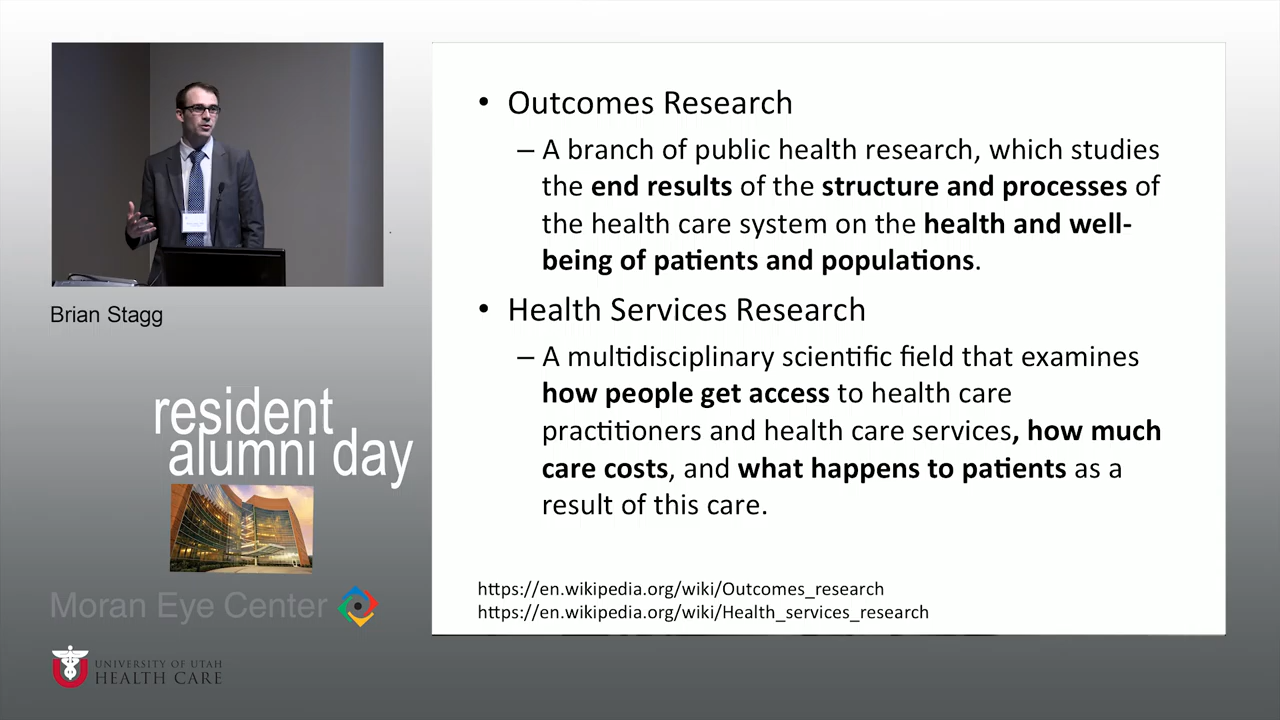 Brian Stagg
resident
alumni day
Moran Eye Center
UNIVERSITY OF UTAH
HEALTH CARE
• Outcomes Research
– A branch of public health research, which studies
the end results of the structure and processes of
the health care system on the health and well-
being of patients and populations.
• Health Services Research
– A multidisciplinary scientific field that examines
how people get access to health care
practitioners and health care services, how much
care costs, and what happens to patients as a
result of this care.
https://en.wikipedia.org/wiki/Outcomes_research
https://en.wikipedia.org/wiki/Health_services_research